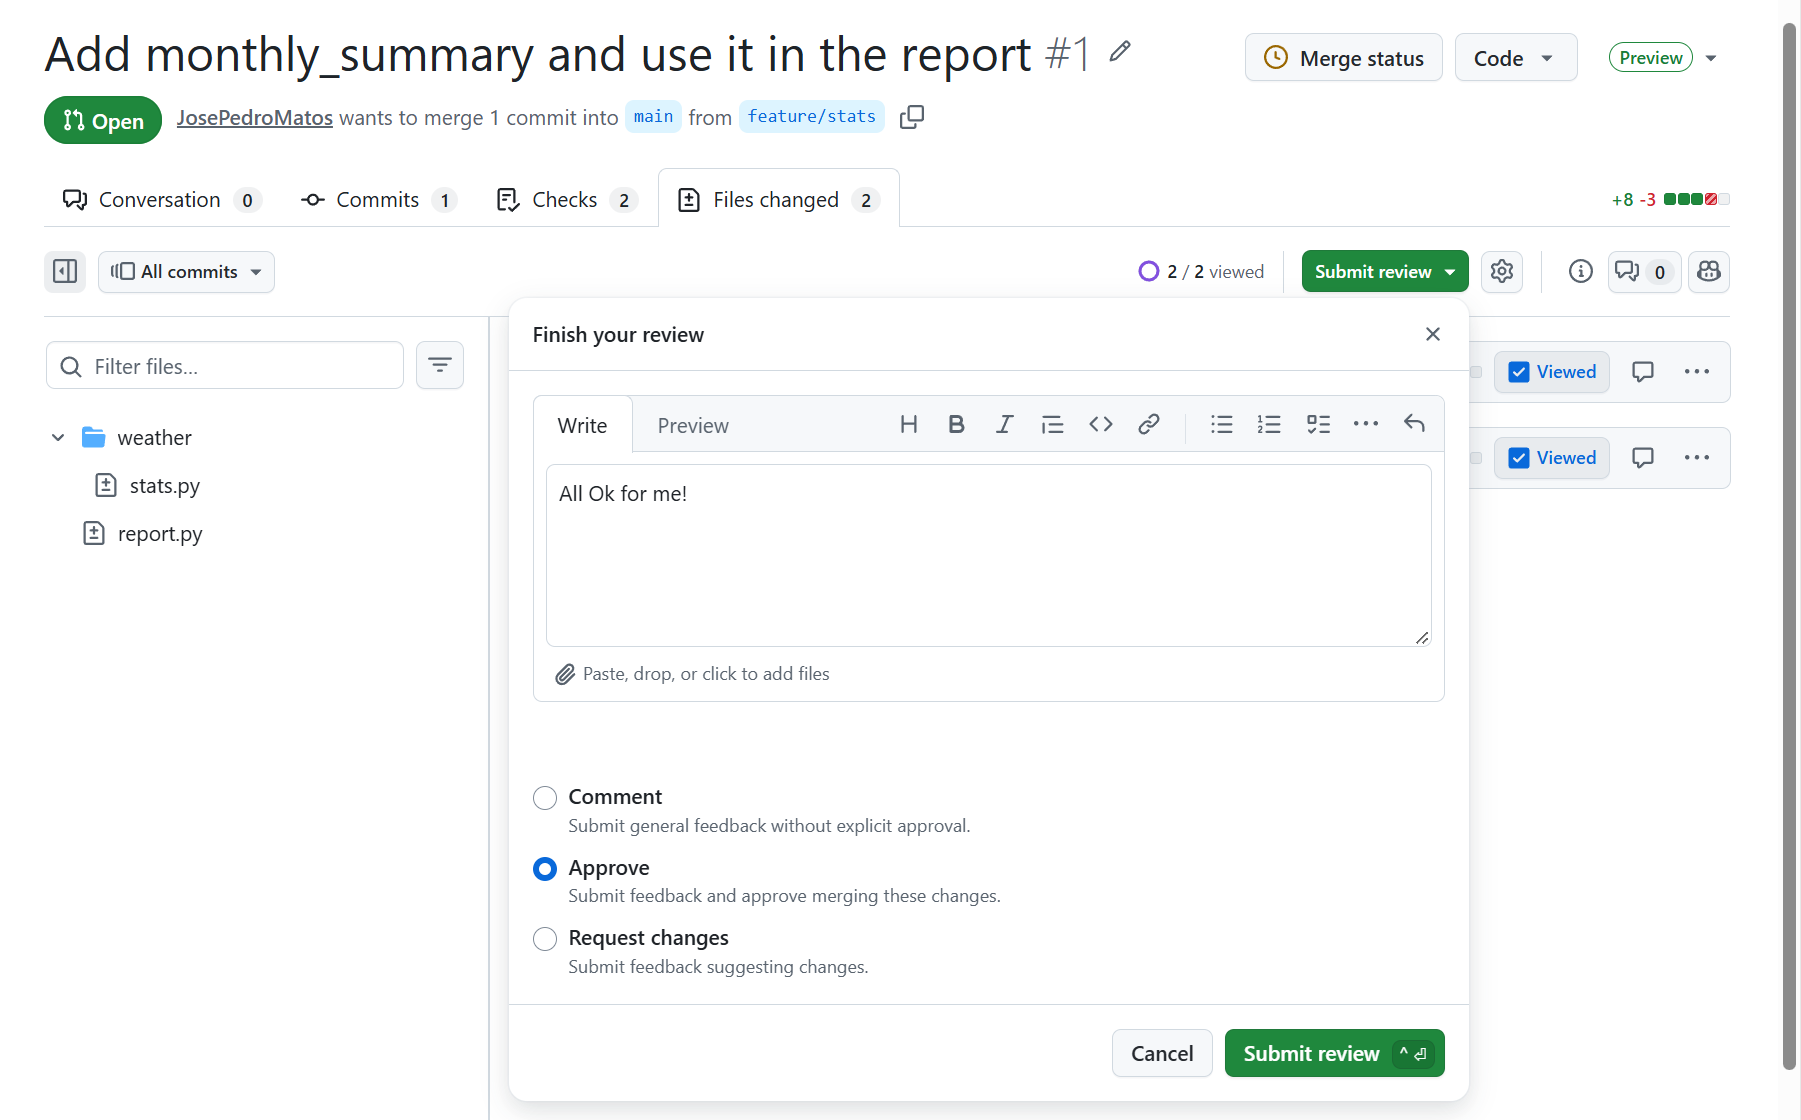 Add monthly_summary and use it in the report #1
Merge status
Code
Preview
Open
JosePedroMatos wants to merge 1 commit into main from feature/stats
Conversation 0
Commits 1
Checks 2
Files changed 2
+8 -3
All commits
2 / 2 viewed
Submit review
0
Filter files...
weather
stats.py
report.py
Finish your review
Viewed
Viewed
Write
Preview
All Ok for me!
Paste, drop, or click to add files
Comment
Submit general feedback without explicit approval.
Approve
Submit feedback and approve merging these changes.
Request changes
Submit feedback suggesting changes.
Cancel
Submit review ^ ⏎